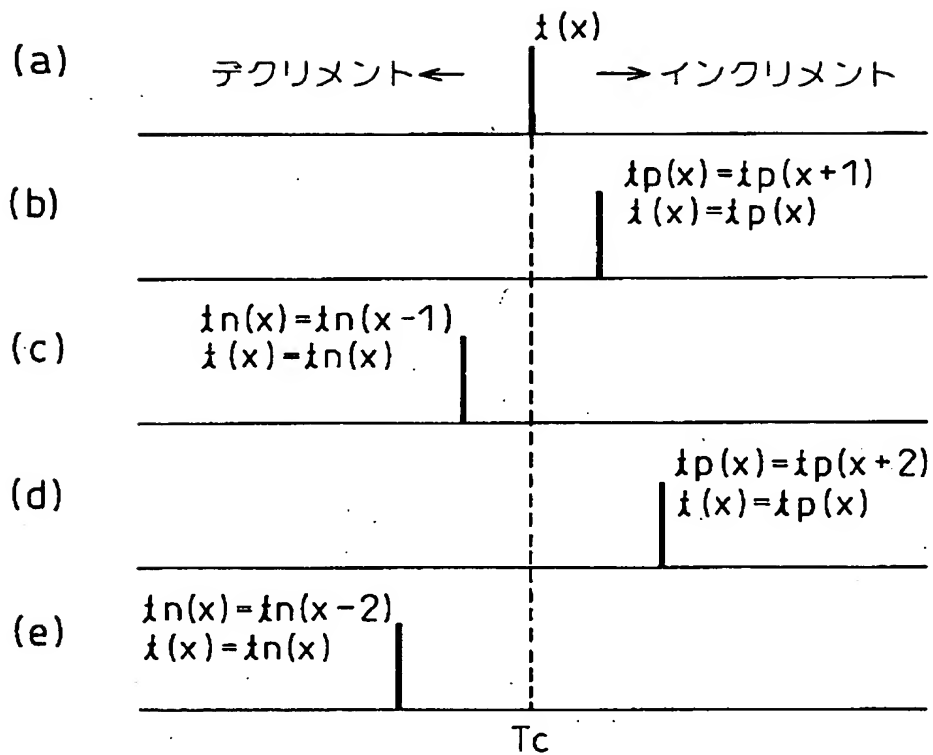 t(x)
(a)
デクリメント← →インクリメント
(b)
tp(x)=tp(x+1)
t(x)=tp(x)
(c)
tn(x)=tn(x-1)
t(x)=tn(x)
(d)
tp(x)=tp(x+2)
t(x)=tp(x)
(e)
tn(x)=tn(x-2)
t(x)=tn(x)
Tc